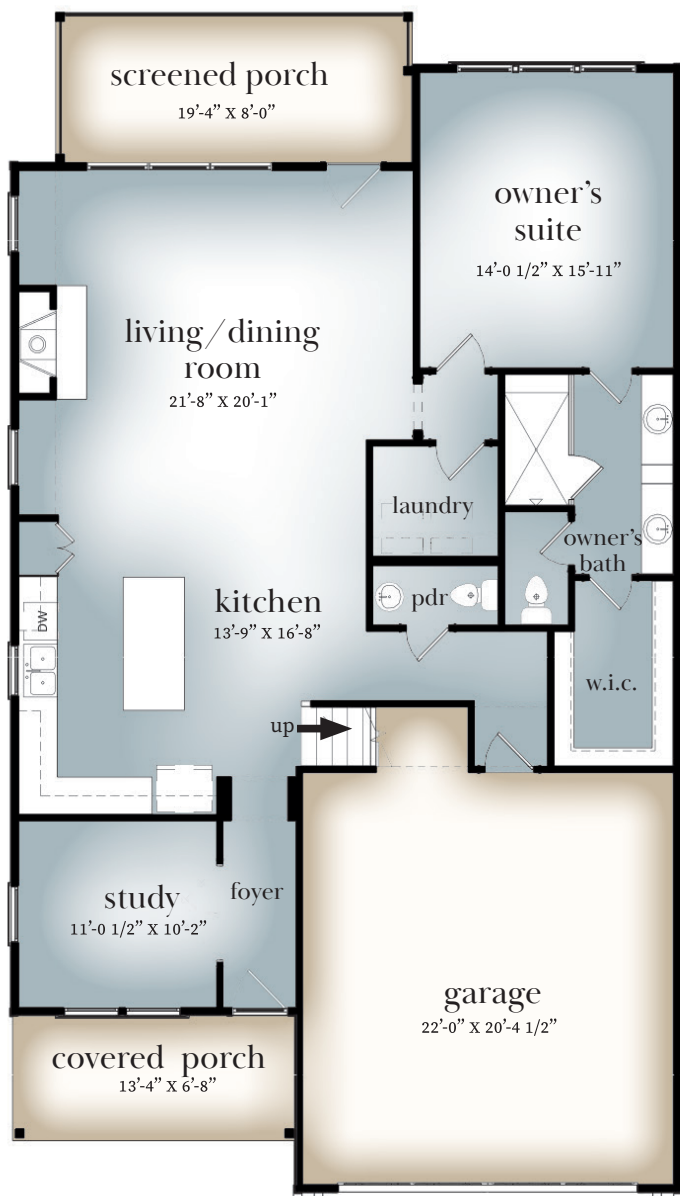 screened porch
19'-4" X 8'-0"
owner's
suite
14'-0 1/2" X 15'-11"
living/dining
room
21'-8" X 20'-1"
laundry
owner's
bath
pdr
kitchen
13'-9" X 16'-8"
DW
w.i.c.
up
study
11'-0 1/2" X 10'-2"
foyer
garage
22'-0" X 20'-4 1/2"
covered porch
13'-4" X 6'-8"